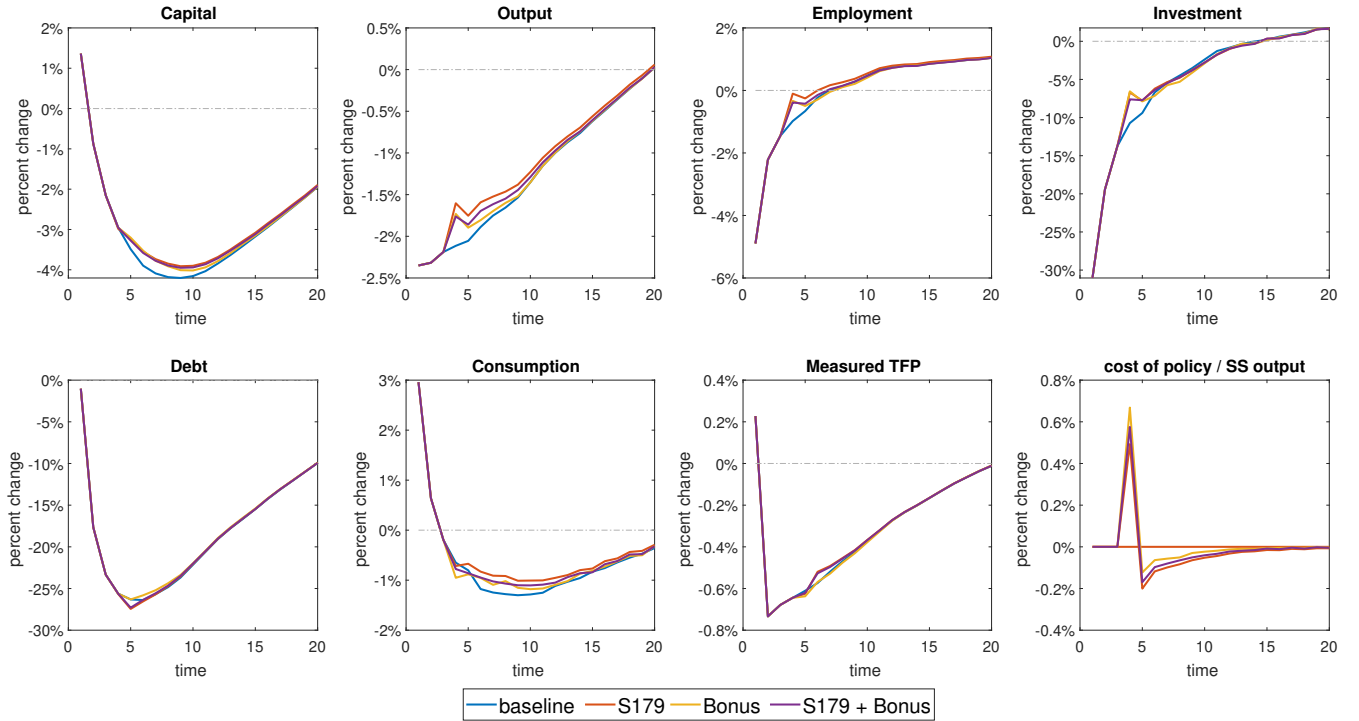 Capital
Output
Employment
Investment
percent change
2%
1%
0%
-1%
-2%
-3%
-4%
0 5 10 15 20
time
percent change
0.5%
0%
-0.5%
-1.0%
-1.5%
-2.0%
-2.5%
0 5 10 15 20
time
percent change
2%
0%
-2%
-4%
-6%
0 5 10 15 20
time
percent change
0%
-5%
-10%
-15%
-20%
-25%
-30%
0 5 10 15 20
time
Debt
Consumption
Measured TFP
cost of policy / SS output
percent change
0%
-10%
-20%
-25%
-30%
0 5 10 15 20
time
percent change
3%
2%
1%
0%
-1%
-2%
0 5 10 15 20
time
percent change
0.4%
0.2%
0%
-0.2%
-0.4%
-0.6%
-0.8%
0 5 10 15 20
time
percent change
0.8%
0.6%
0.4%
0.2%
0%
-0.2%
-0.4%
0 5 10 15 20
time
baseline S179 Bonus S179 + Bonus